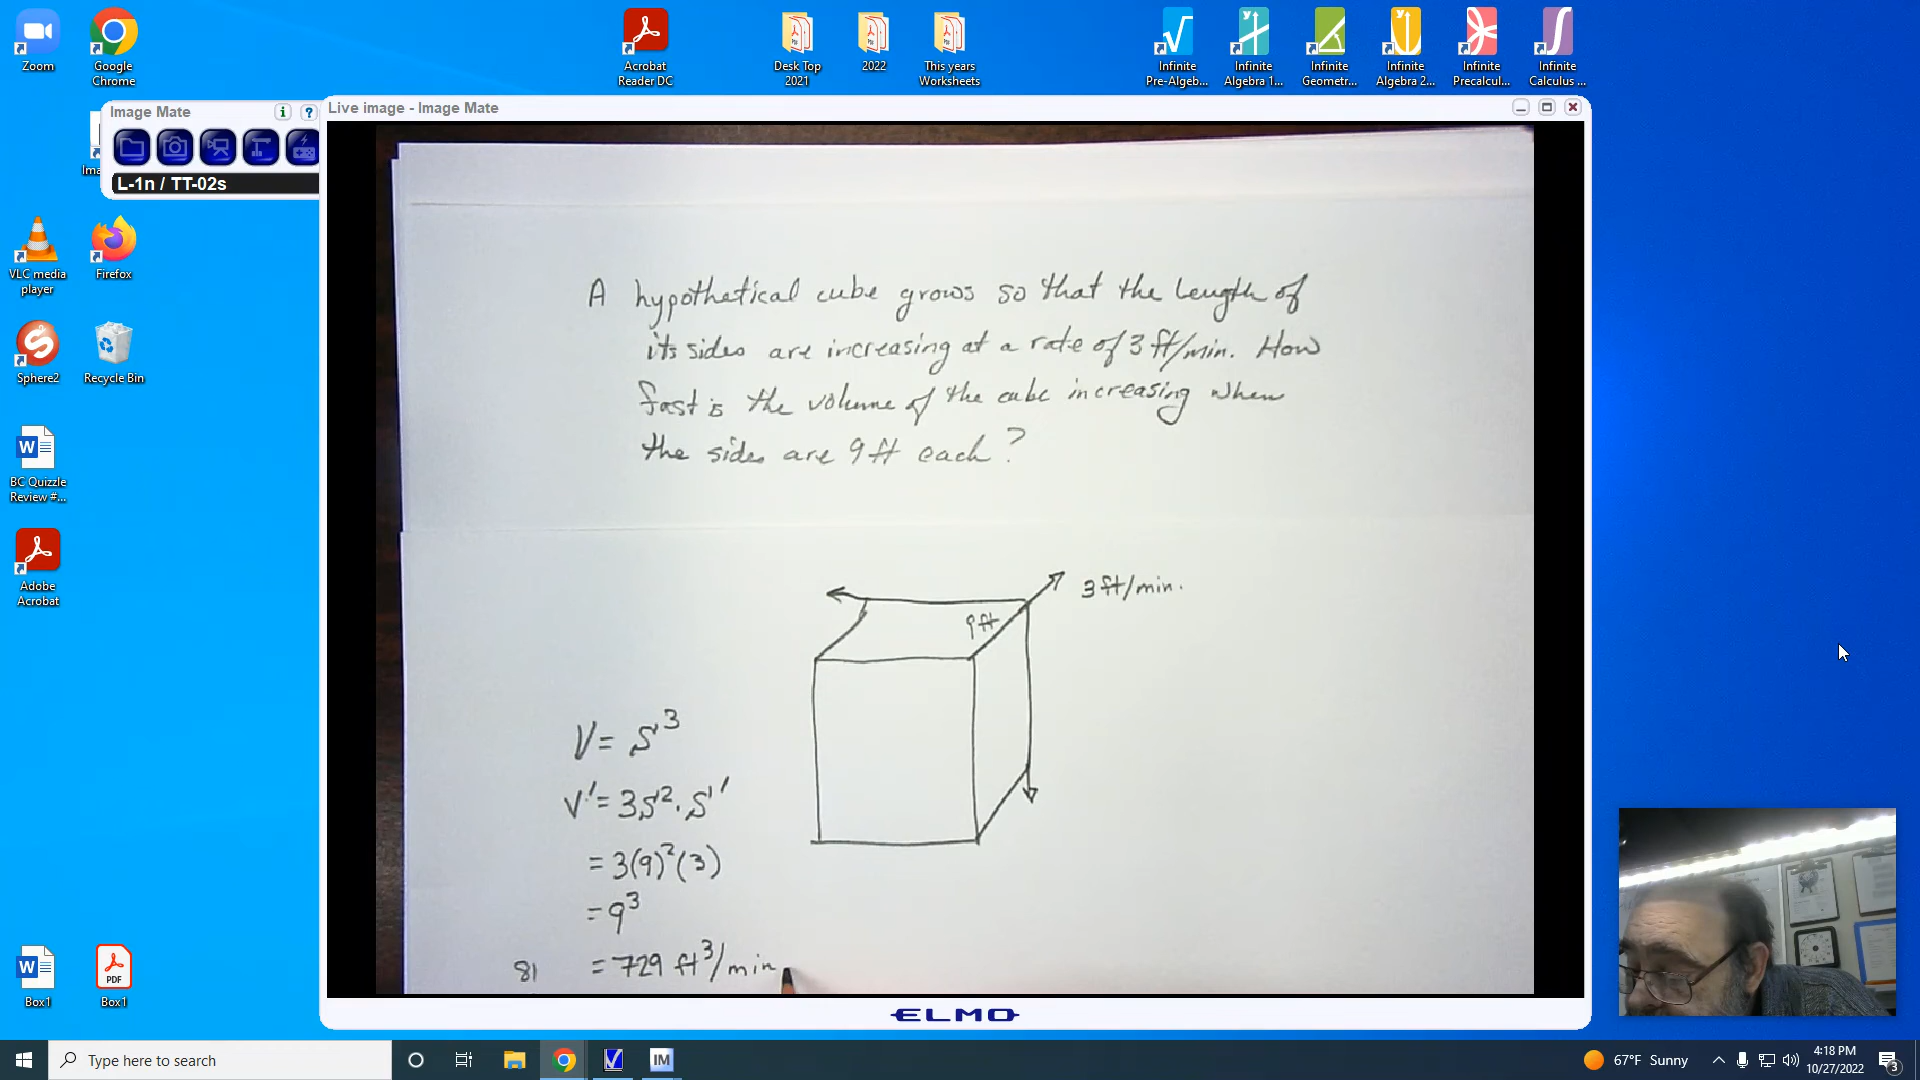 Zoom
Google Chrome
Acrobat Reader DC
Desk Top 2021
2022
This years Worksheets
Infinite Pre-Algeb...
Infinite Algebra 1...
Infinite Geometr...
Infinite Algebra 2...
Infinite Precalcul...
Infinite Calculus ...
Image Mate
L-1n / TT-02s
Live image - Image Mate
VLC media player
Firefox
Sphere2
Recycle Bin
BC Quizzle Review #...
Adobe Acrobat
Box1
PDF
Box1
A hypothetical cube grows so that the length of
its sides are increasing at a rate of 3 ft/min. How
fast is the volume of the cube increasing when
the sides are 9 ft each?
3 ft/min.
9 ft
V = S³
V' = 3S². S'
= 3(9)²(3)
= 9³
81 = 729 ft³/min
ELMO
Type here to search
IM
67°F Sunny
4:18 PM
10/27/2022
3